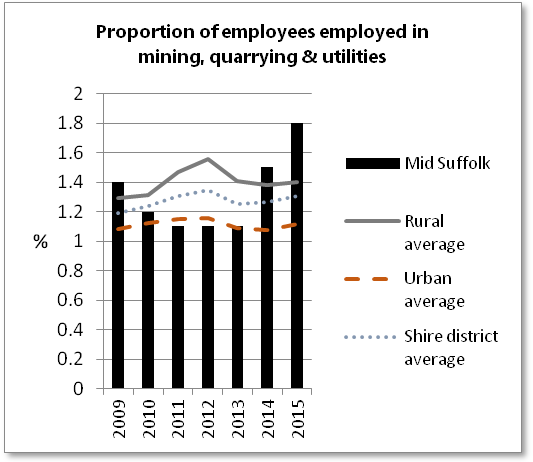 Proportion of employees employed in
mining, quarrying & utilities
2
1.8
1.6
1.4
1.2
1
0.8
0.6
0.4
0.2
0
%
2009
2010
2011
2012
2013
2014
2015
Mid Suffolk
Rural
average
Urban
average
Shire district
average